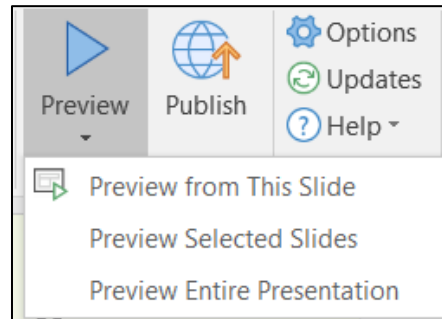 Preview
Publish
Options
Updates
Help
Preview from This Slide
Preview Selected Slides
Preview Entire Presentation